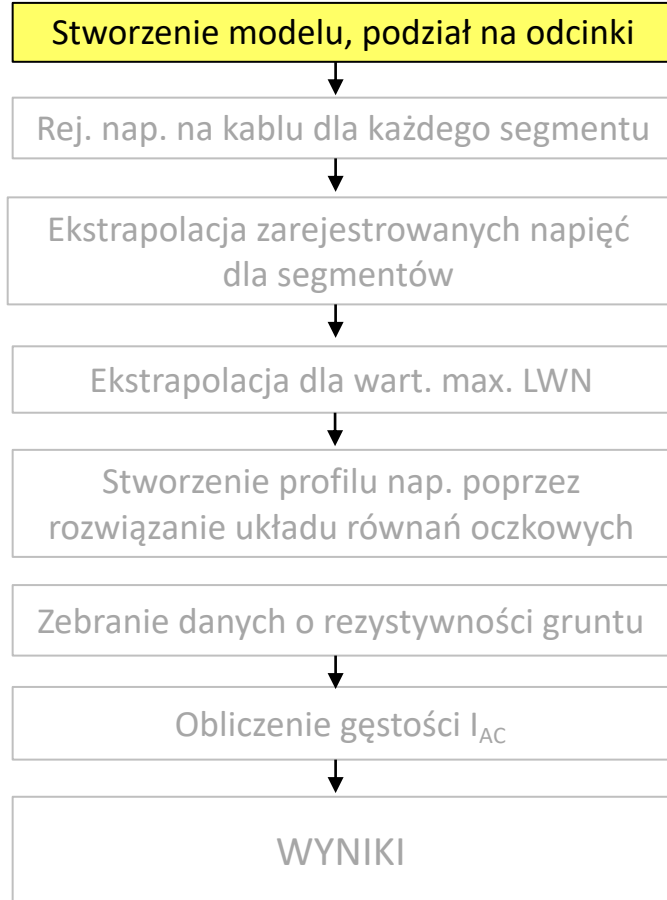 Stworzenie modelu, podział na odcinki
Rej. nap. na kablu dla każdego segmentu
Ekstrapolacja zarejestrowanych napięć
dla segmentów
Ekstrapolacja dla wart. max. LWN
Stworzenie profilu nap. poprzez
rozwiązanie układu równań oczkowych
Zebranie danych o rezystywności gruntu
Obliczenie gęstości I_AC
WYNIKI